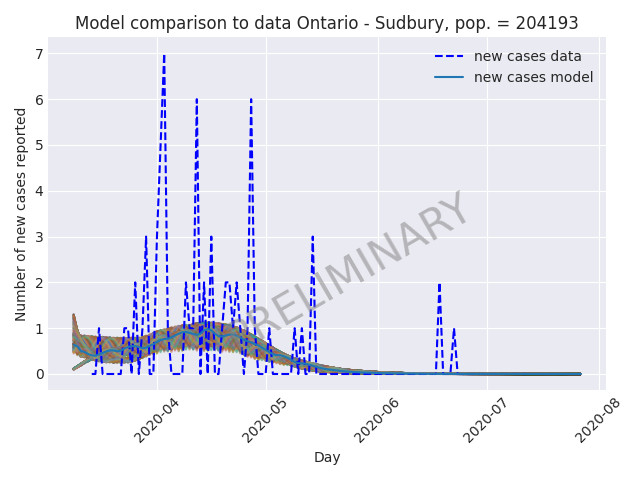 Model comparison to data Ontario - Sudbury, pop. = 204193
7
6
5
4
3
2
1
0
Number of new cases reported
new cases data
new cases model
PRELIMINARY
2020-04
2020-05
2020-06
2020-07
2020-08
Day